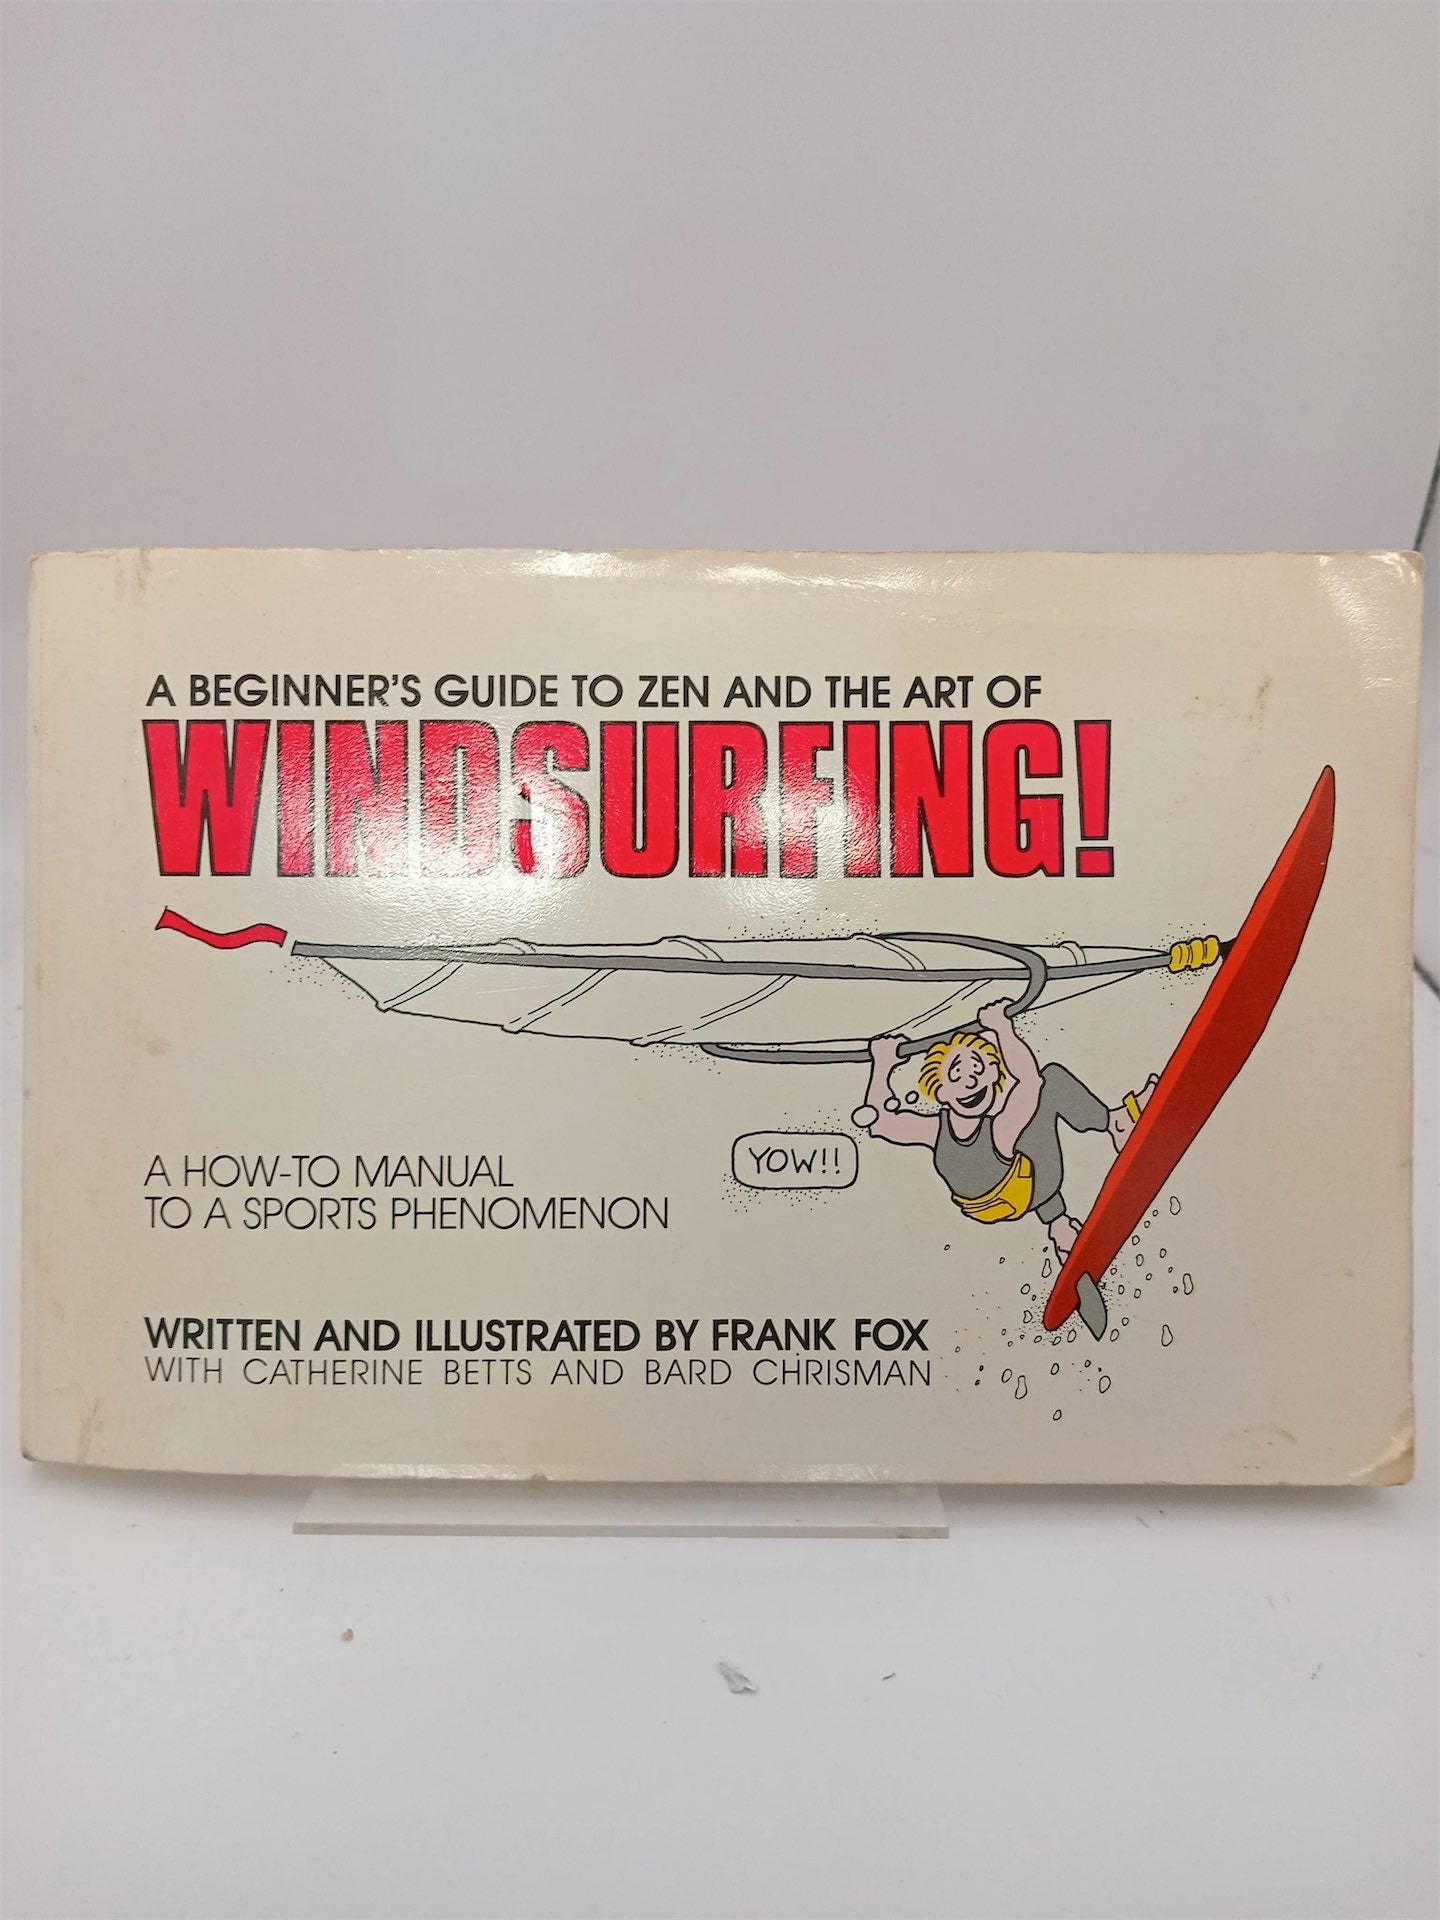 A BEGINNER'S GUIDE TO ZEN AND THE ART OF
WINDSURFING!
YOW!!
A HOW-TO MANUAL
TO A SPORTS PHENOMENON
WRITTEN AND ILLUSTRATED BY FRANK FOX
WITH CATHERINE BETTS AND BARD CHRISMAN